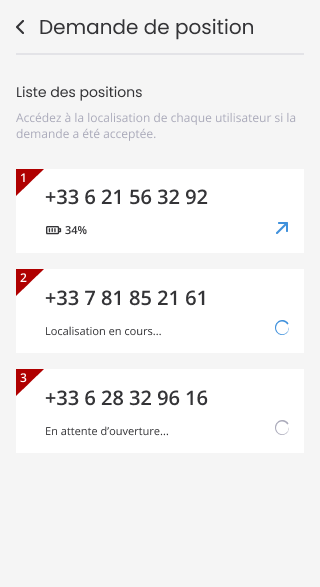 Demande de position
Liste des positions
Accédez à la localisation de chaque utilisateur si la
demande a été acceptée.
1
+33 6 21 56 32 92
34%
2
+33 7 81 85 21 61
Localisation en cours...
3
+33 6 28 32 96 16
En attente d’ouverture...